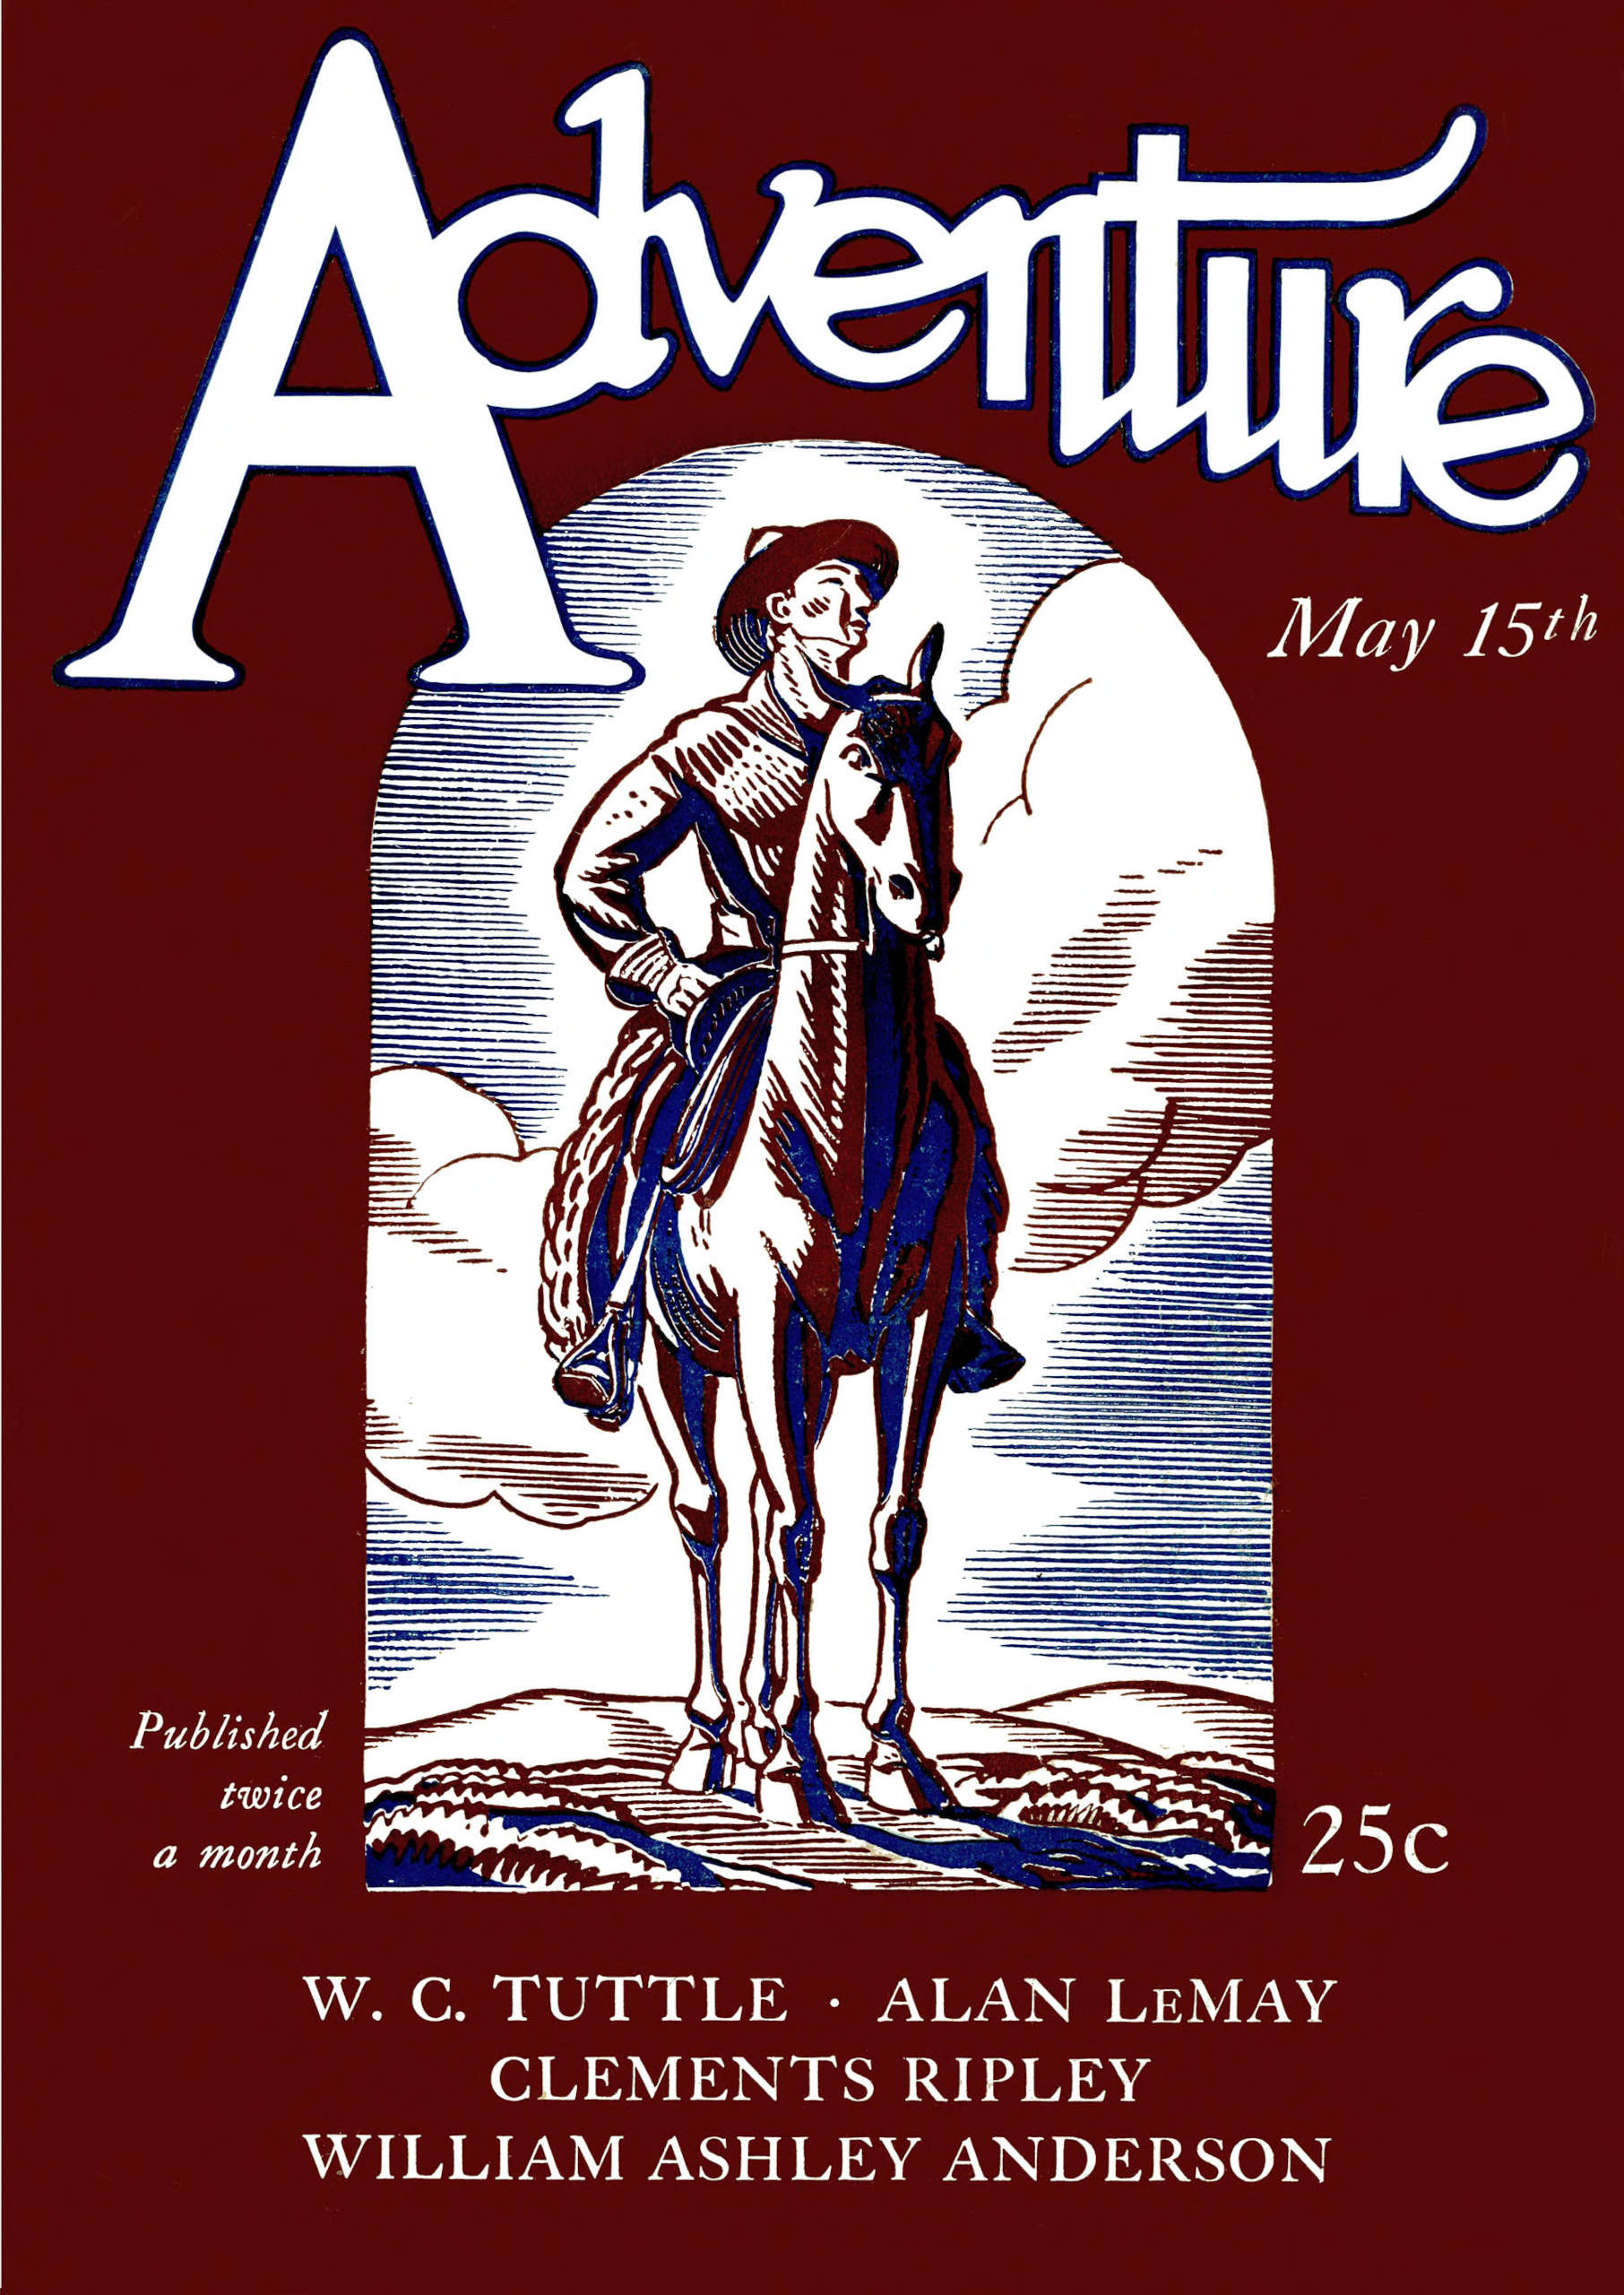 Adventure
May 15th
Published
twice
a month
25c
W. C. TUTTLE · ALAN LEMAY
CLEMENTS RIPLEY
WILLIAM ASHLEY ANDERSON